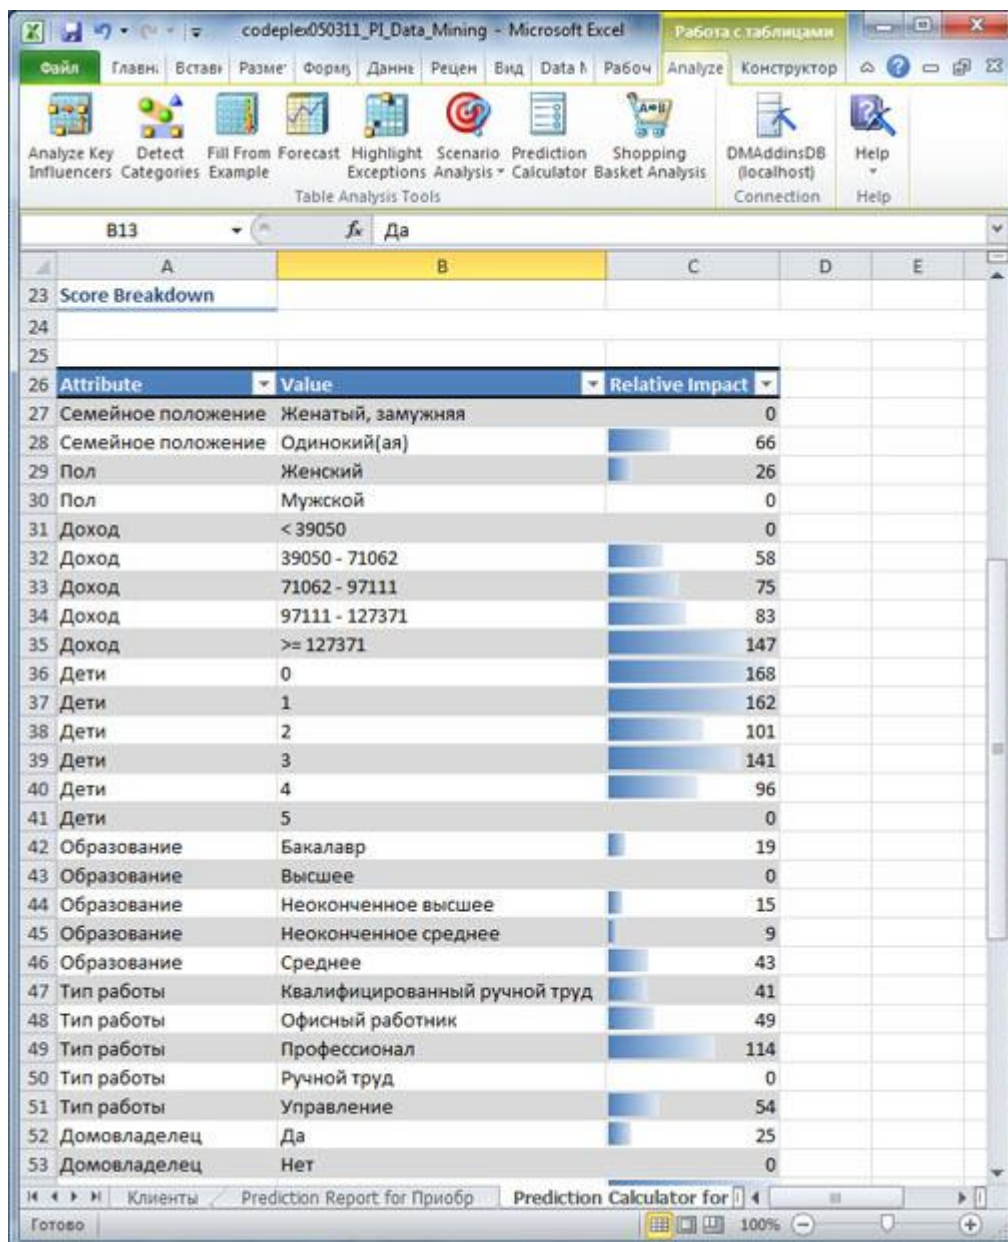 codeplex050311_PI_Data_Mining - Microsoft Excel Работа с таблицами
Файл Главн Встав Разме Форму Данне Рецен Вид Data M Рабоч Analyze Конструктор
Analyze Key Influencers Detect Categories Fill From Example Forecast Highlight Exceptions Scenario Analysis Prediction Calculator Shopping Basket Analysis DMAddinsDB (localhost) Help
Table Analysis Tools Connection Help
B13 fx Да
A B C D E
23 Score Breakdown
24
25
26 Attribute Value Relative Impact
27 Семейное положение Женатый, замужняя 0
28 Семейное положение Одинокий(ая) 66
29 Пол Женский 26
30 Пол Мужской 0
31 Доход < 39050 0
32 Доход 39050 - 71062 58
33 Доход 71062 - 97111 75
34 Доход 97111 - 127371 83
35 Доход >= 127371 147
36 Дети 0 168
37 Дети 1 162
38 Дети 2 101
39 Дети 3 141
40 Дети 4 96
41 Дети 5 0
42 Образование Бакалавр 19
43 Образование Высшее 0
44 Образование Неоконченное высшее 15
45 Образование Неоконченное среднее 9
46 Образование Среднее 43
47 Тип работы Квалифицированный ручной труд 41
48 Тип работы Офисный работник 49
49 Тип работы Профессионал 114
50 Тип работы Ручной труд 0
51 Тип работы Управление 54
52 Домовладелец Да 25
53 Домовладелец Нет 0
Клиенты Prediction Report for Приобр Prediction Calculator for
Готово 100%